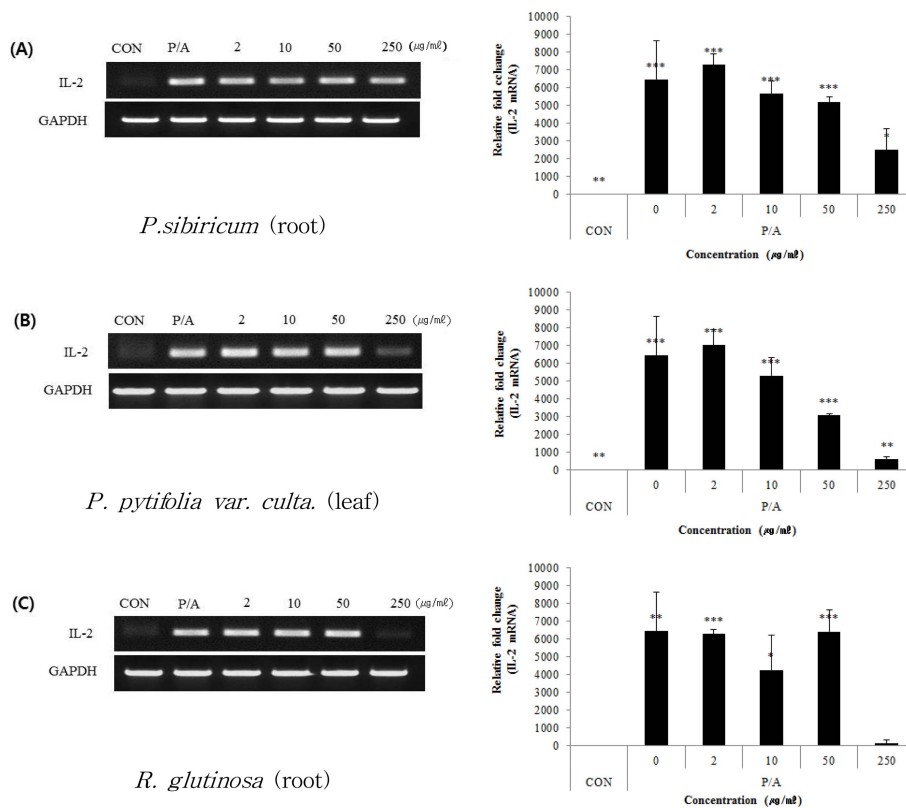 (A)
CON P/A 2 10 50 250 (μg/㎖)
IL-2
GAPDH
P.sibiricum (root)
Relative fold cchange
(IL-2 mRNA)
10000
9000
8000
7000
6000
5000
4000
3000
2000
1000
0
** *** *** *** *** *
0 2 10 50 250
CON P/A
Concentration (μg/㎖)
(B)
CON P/A 2 10 50 250 (μg/㎖)
IL-2
GAPDH
P. pytifolia var. culta. (leaf)
Relative fold change
(IL-2 mRNA)
10000
9000
8000
7000
6000
5000
4000
3000
2000
1000
0
** *** *** *** *** **
0 2 10 50 250
CON P/A
Concentration (μg/㎖)
(C)
CON P/A 2 10 50 250 (μg/㎖)
IL-2
GAPDH
R. glutinosa (root)
Relative fold change
(IL-2 mRNA)
10000
9000
8000
7000
6000
5000
4000
3000
2000
1000
0
** *** * ***
0 2 10 50 250
CON P/A
Concentration (μg/㎖)